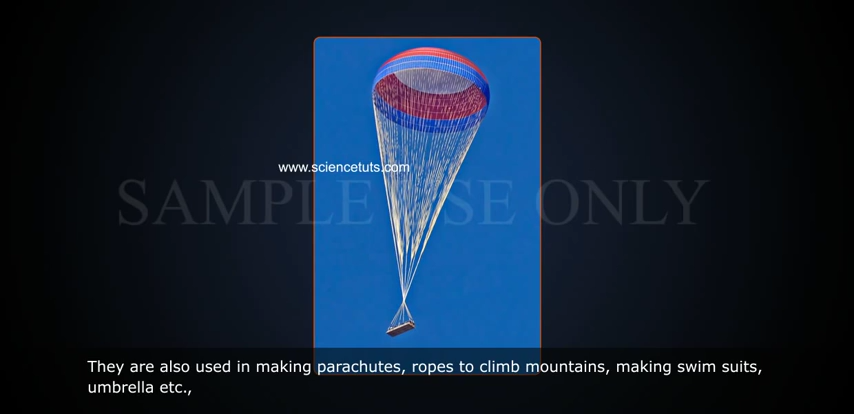 www.sciencetuts.com
SAMPLE USE ONLY
They are also used in making parachutes, ropes to climb mountains, making swim suits,
umbrella etc.,